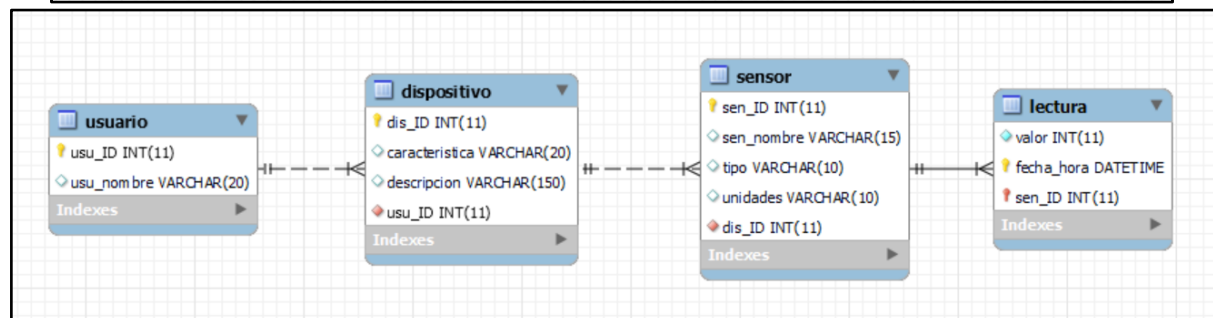 usuario
usu_ID INT(11)
usu_nombre VARCHAR(20)
Indexes
dispositivo
dis_ID INT(11)
caracteristica VARCHAR(20)
descripcion VARCHAR(150)
usu_ID INT(11)
Indexes
sensor
sen_ID INT(11)
sen_nombre VARCHAR(15)
tipo VARCHAR(10)
unidades VARCHAR(10)
dis_ID INT(11)
Indexes
lectura
valor INT(11)
fecha_hora DATETIME
sen_ID INT(11)
Indexes